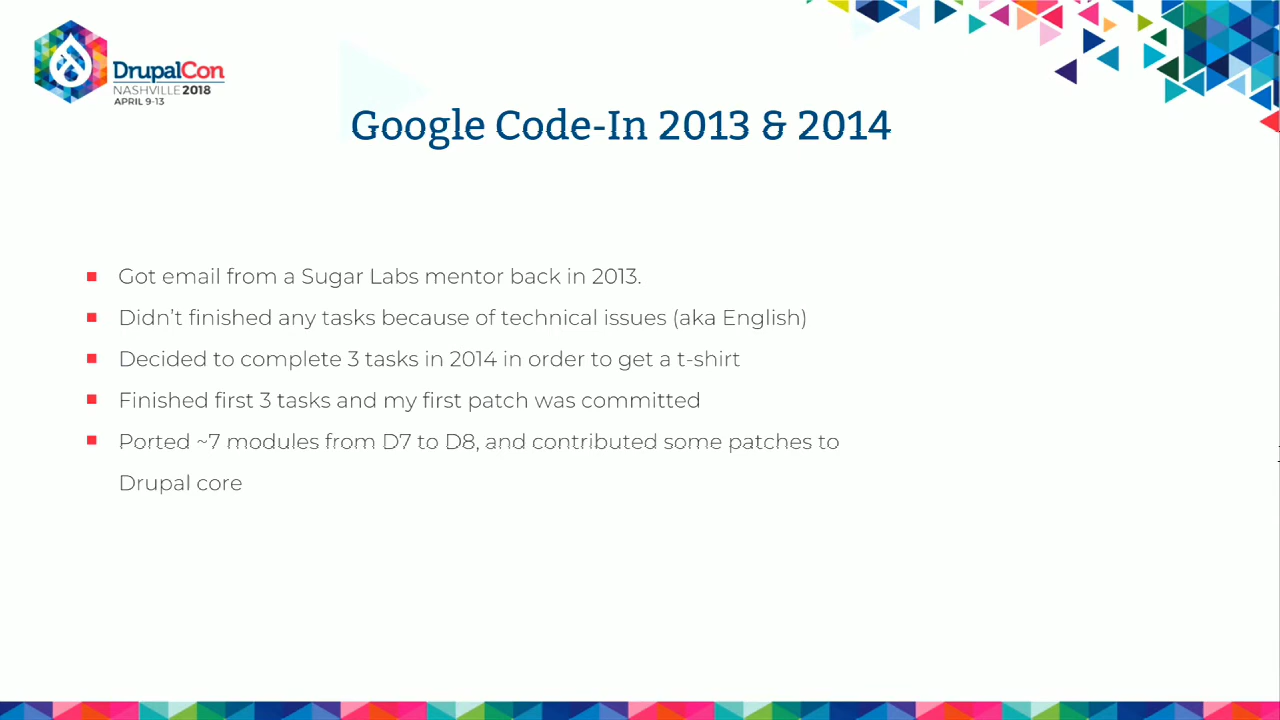 DrupalCon
NASHVILLE 2018
APRIL 9-13
Google Code-In 2013 & 2014
Got email from a Sugar Labs mentor back in 2013.
Didn't finished any tasks because of technical issues (aka English)
Decided to complete 3 tasks in 2014 in order to get a t-shirt
Finished first 3 tasks and my first patch was committed
Ported ~7 modules from D7 to D8, and contributed some patches to
Drupal core